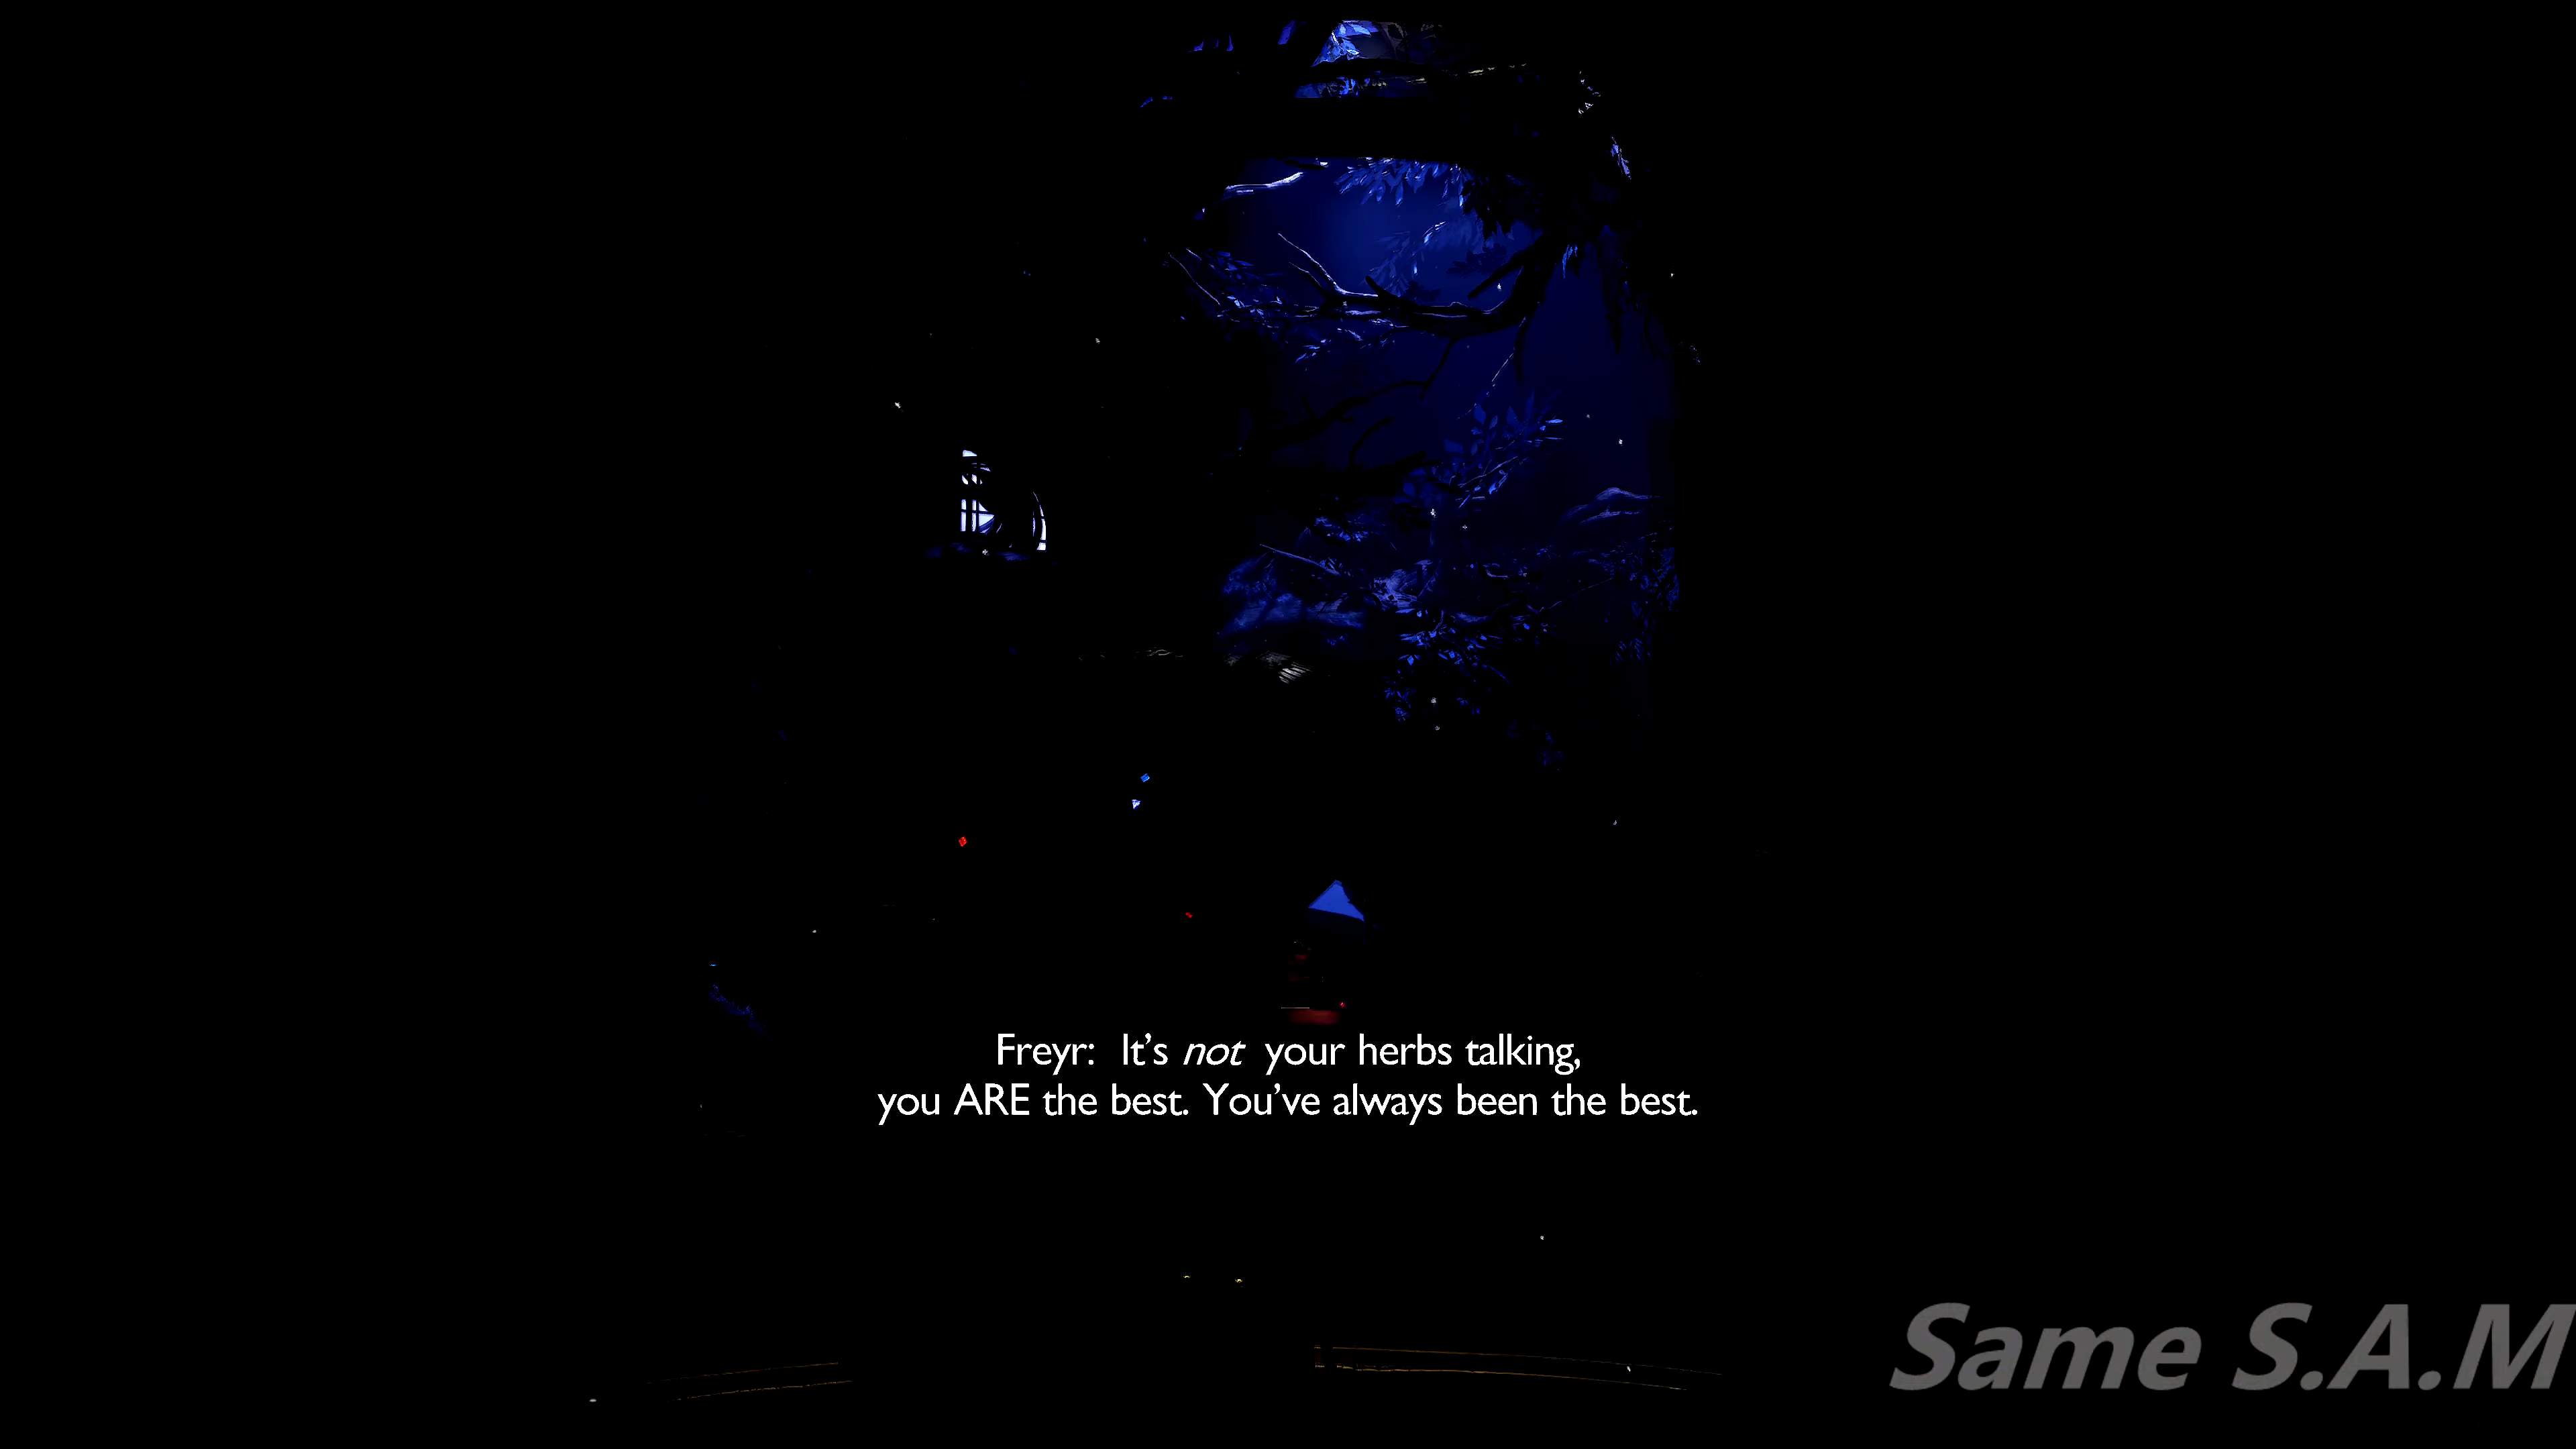 Freyr: It's not your herbs talking,
you ARE the best. You've always been the best.
Same S.A.M